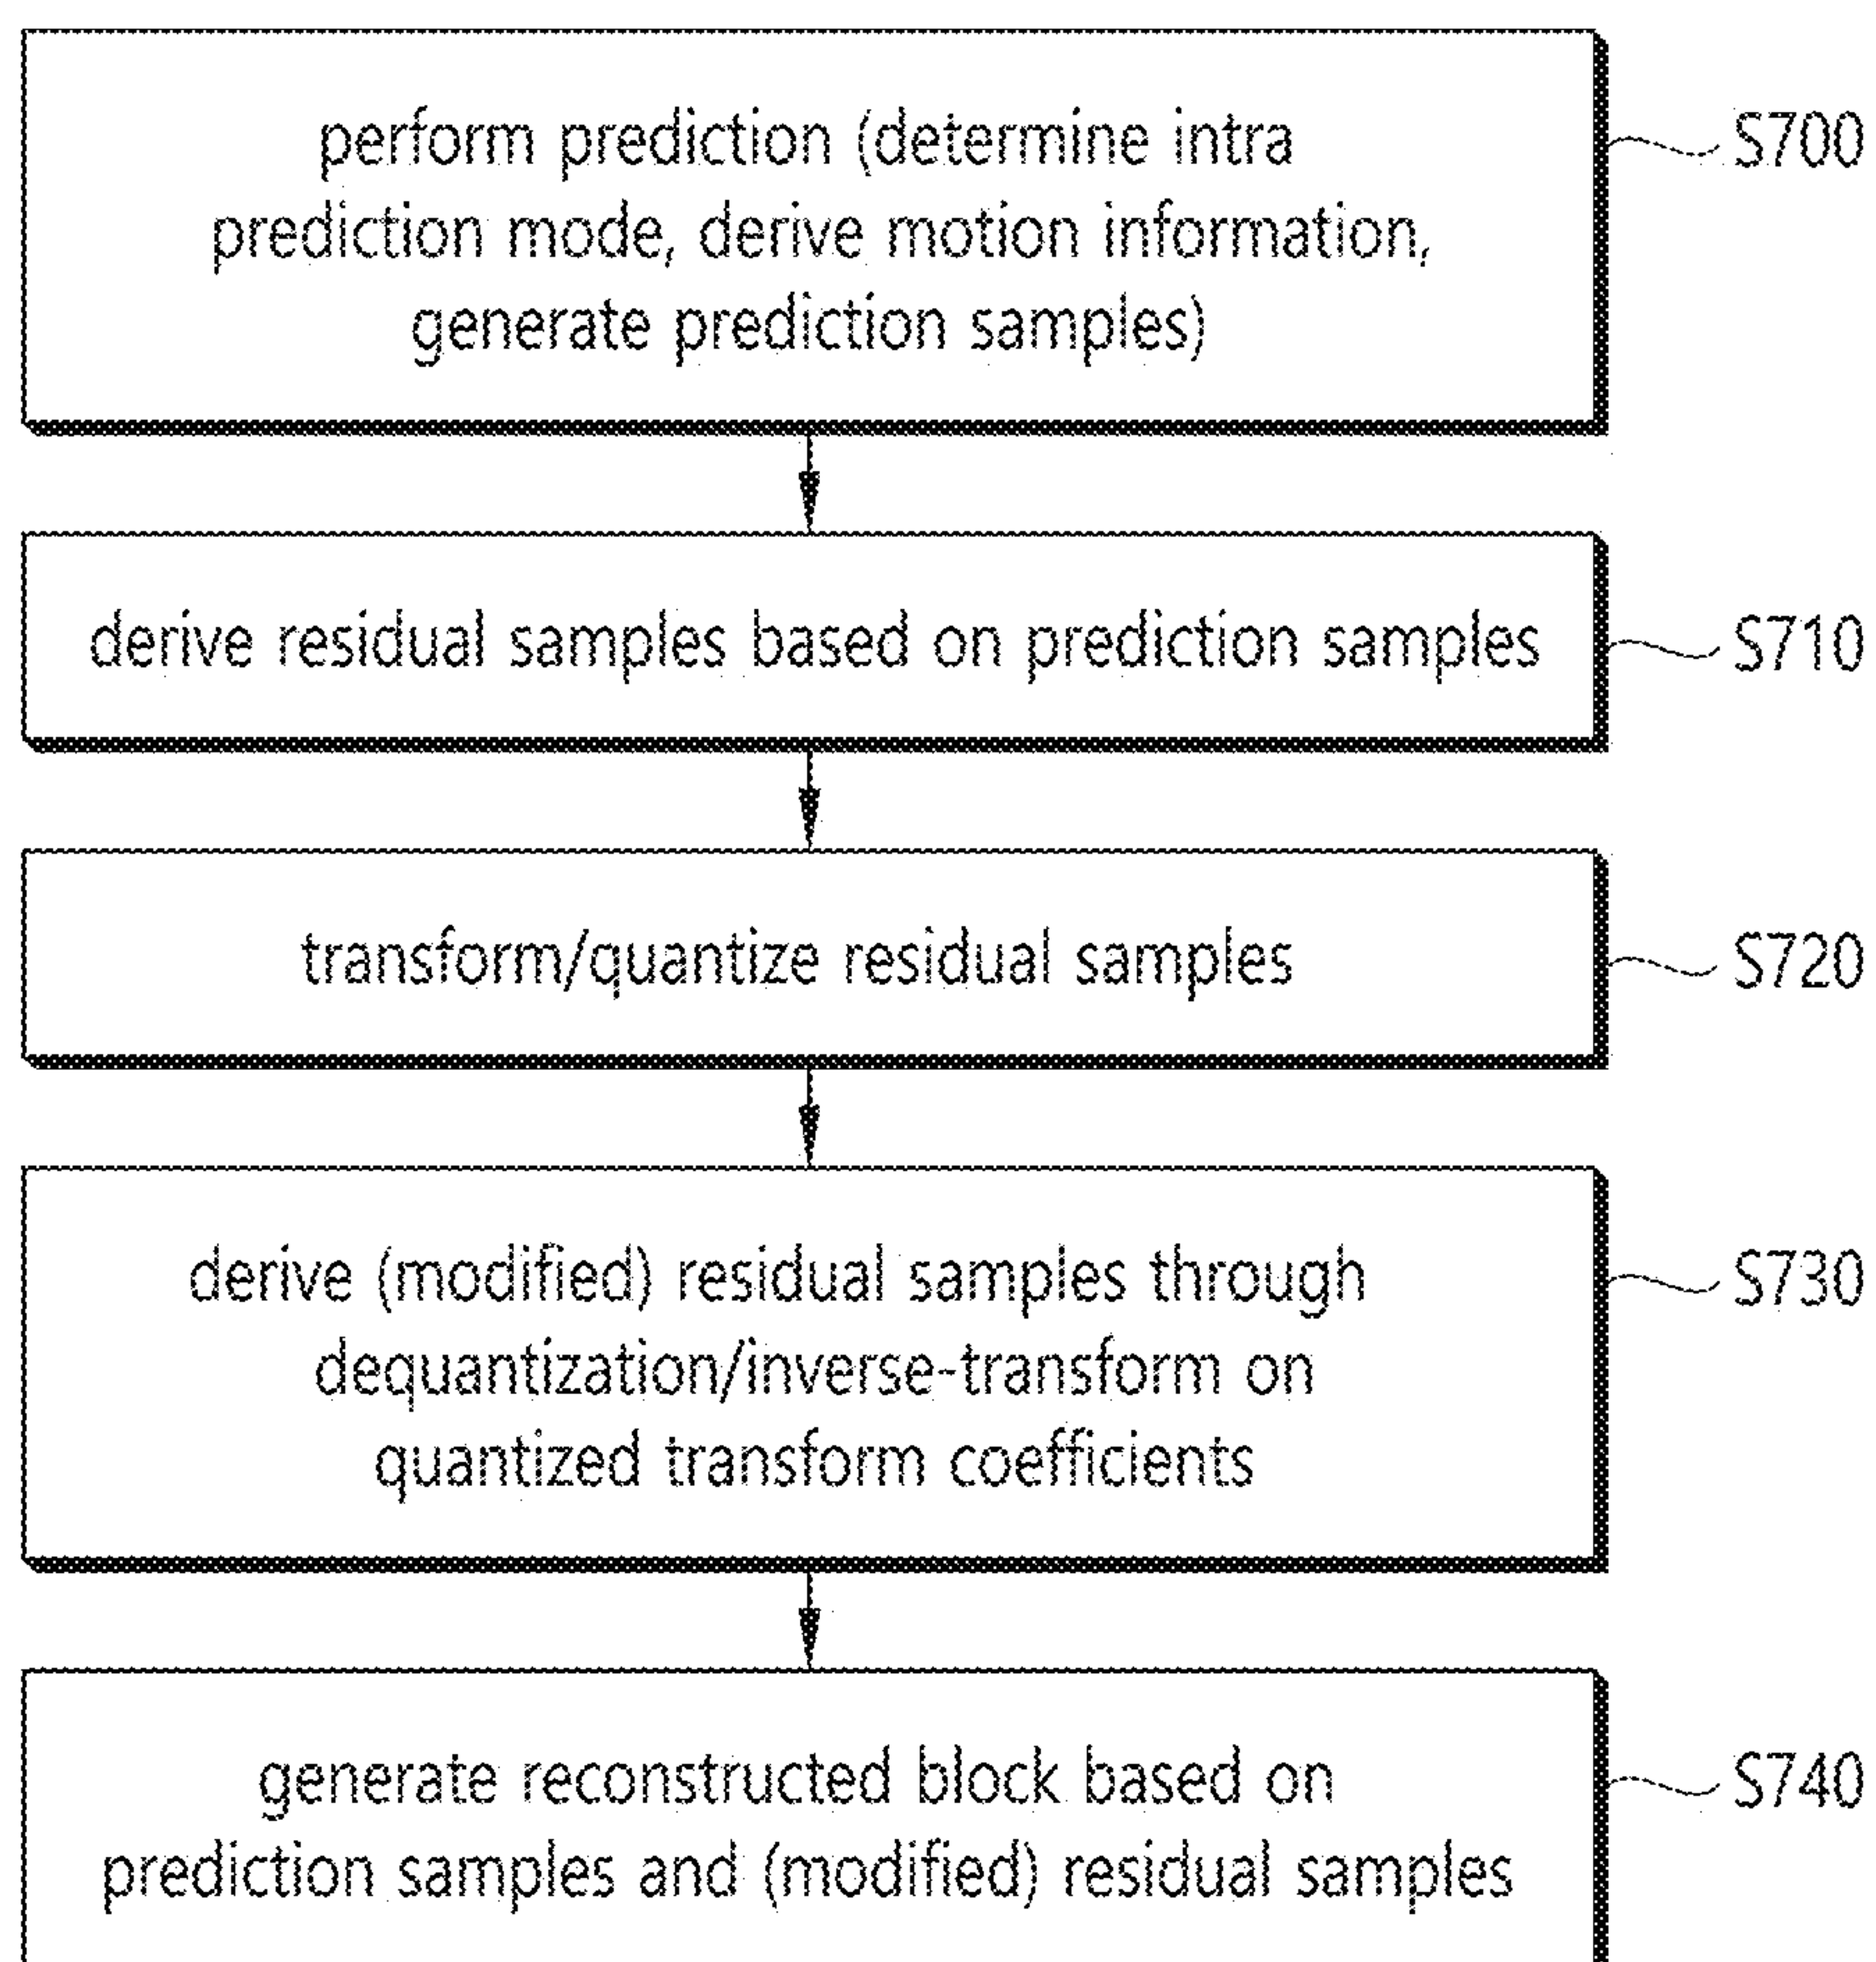 perform prediction (determine intra
prediction mode, derive motion information,
generate prediction samples)
S700
derive residual samples based on prediction samples
S710
transform/quantize residual samples
S720
derive (modified) residual samples through
dequantization/inverse-transform on
quantized transform coefficients
S730
generate reconstructed block based on
prediction samples and (modified) residual samples
S740